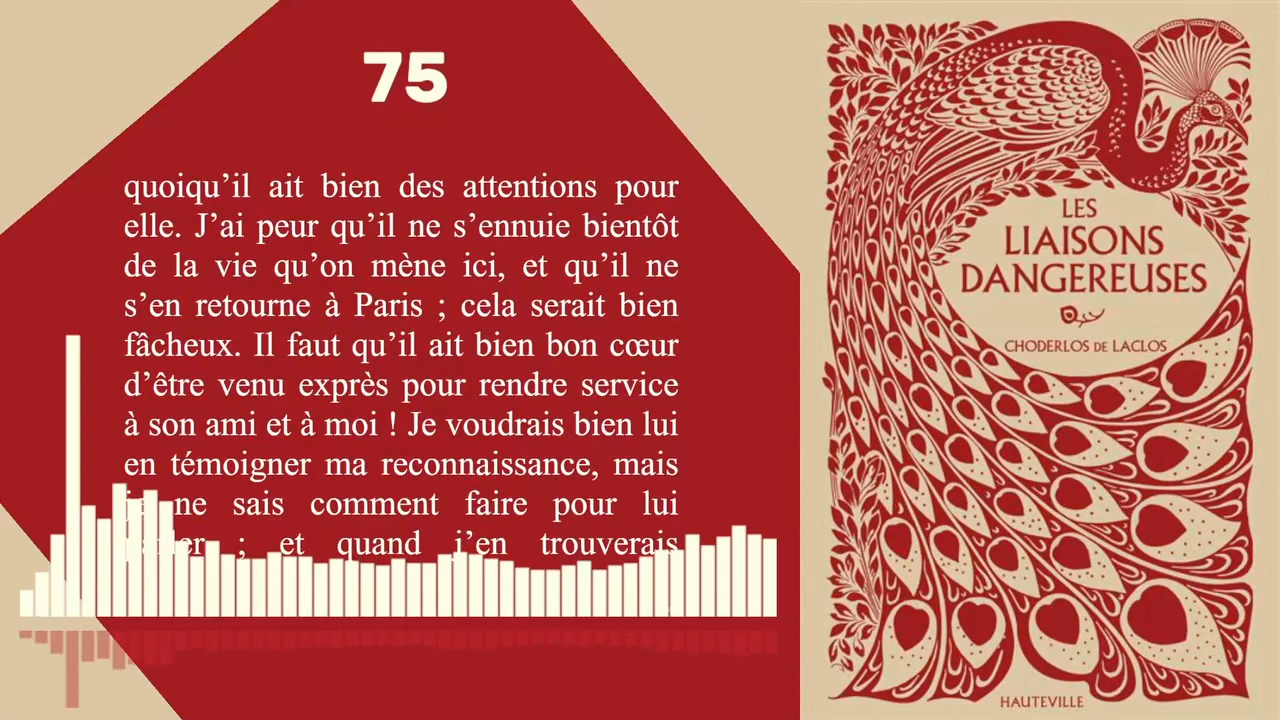 75
quoiqu’il ait bien des attentions pour
elle. J’ai peur qu’il ne s’ennuie bientôt
de la vie qu’on mène ici, et qu’il ne
s’en retourne à Paris ; cela serait bien
fâcheux. Il faut qu’il ait bien bon cœur
d’être venu exprès pour rendre service
à son ami et à moi ! Je voudrais bien lui
en témoigner ma reconnaissance, mais
je ne sais comment faire pour lui
parler ; et quand j’en trouverais
LES
LIAISONS
DANGEREUSES
CHODERLOS DE LACLOS
HAUTEVILLE